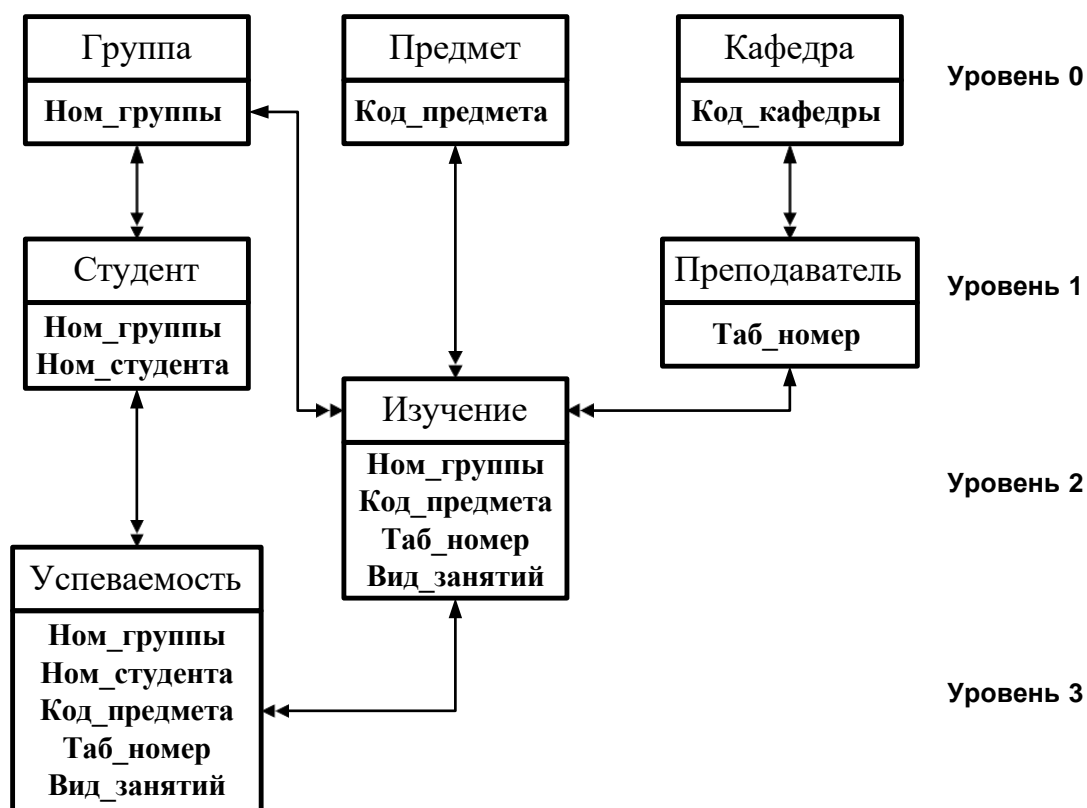 Группа
Ном_группы
Предмет
Код_предмета
Кафедра
Код_кафедры
Уровень 0
Студент
Ном_группы
Ном_студента
Преподаватель
Таб_номер
Уровень 1
Изучение
Ном_группы
Код_предмета
Таб_номер
Вид_занятий
Уровень 2
Успеваемость
Ном_группы
Ном_студента
Код_предмета
Таб_номер
Вид_занятий
Уровень 3